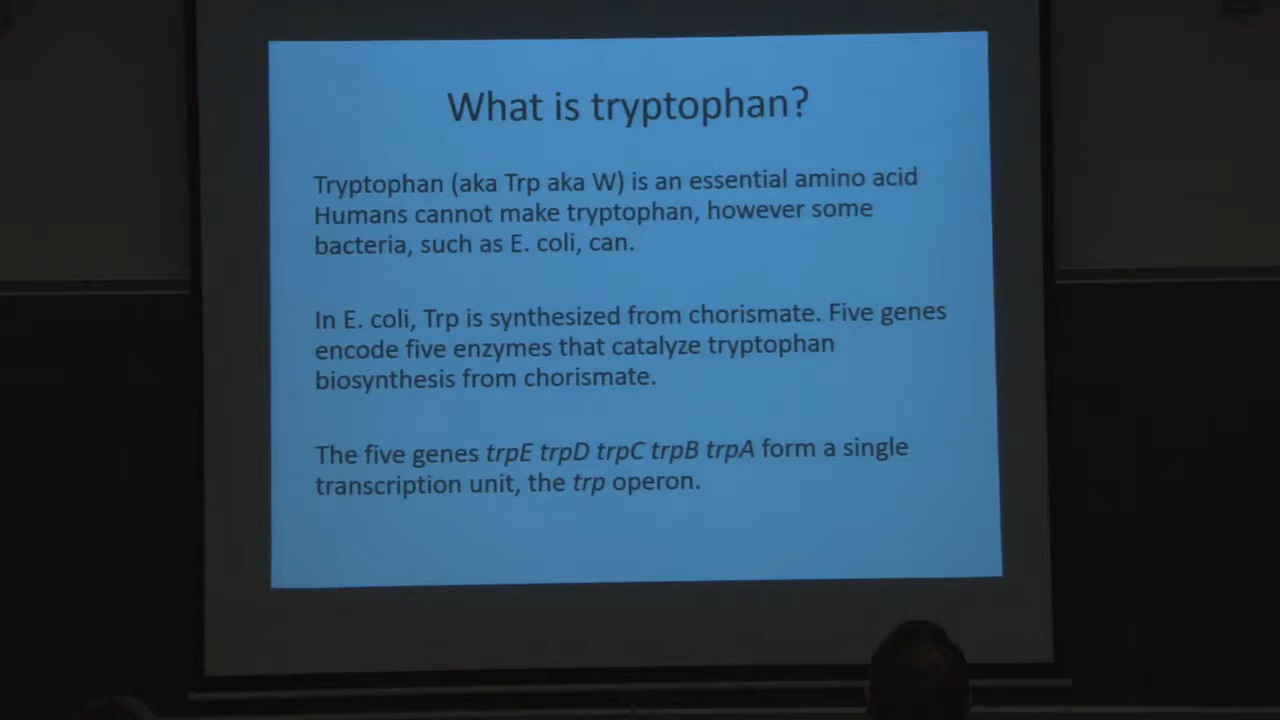 What is tryptophan?
Tryptophan (aka Trp aka W) is an essential amino acid
Humans cannot make tryptophan, however some
bacteria, such as E. coli, can.
In E. coli, Trp is synthesized from chorismate. Five genes
encode five enzymes that catalyze tryptophan
biosynthesis from chorismate.
The five genes trpE trpD trpC trpB trpA form a single
transcription unit, the trp operon.